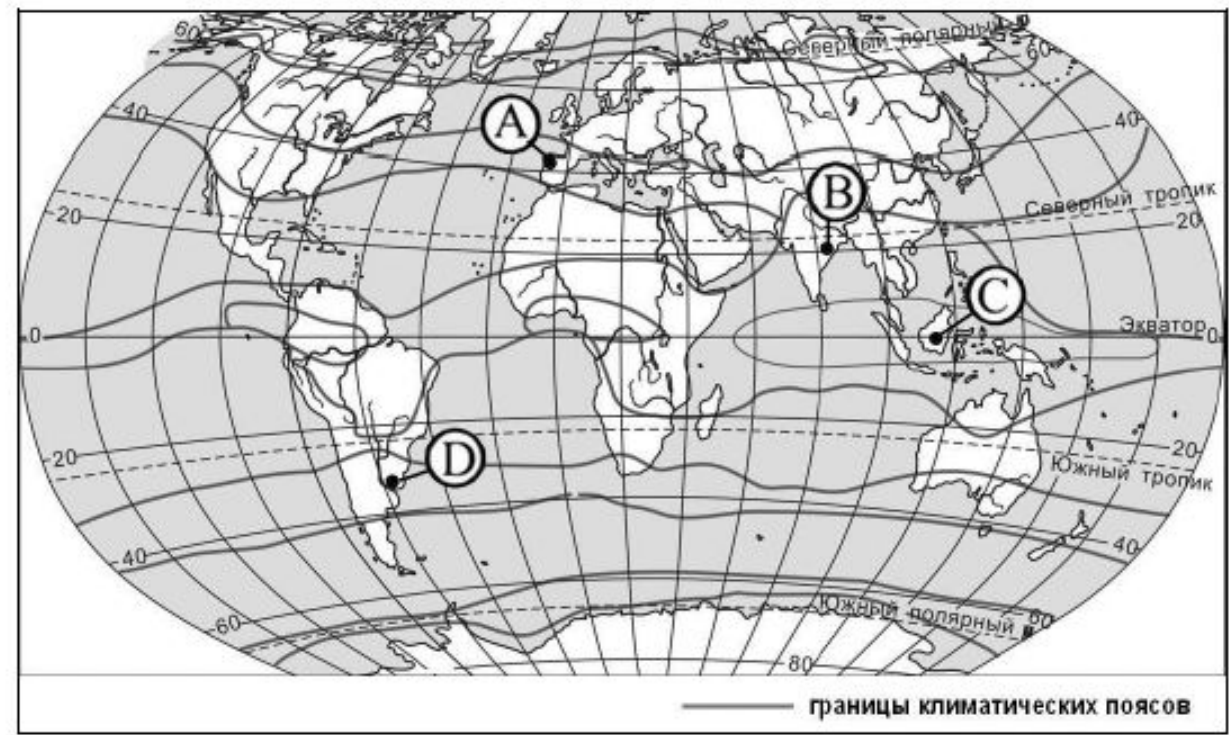 60
Северный полярный
60
A
40
40
B
20
Северный тропик
20
C
0
Экватор
0
D
20
20
Южный тропик
40
40
60
Южный полярный
60
80
границы климатических поясов